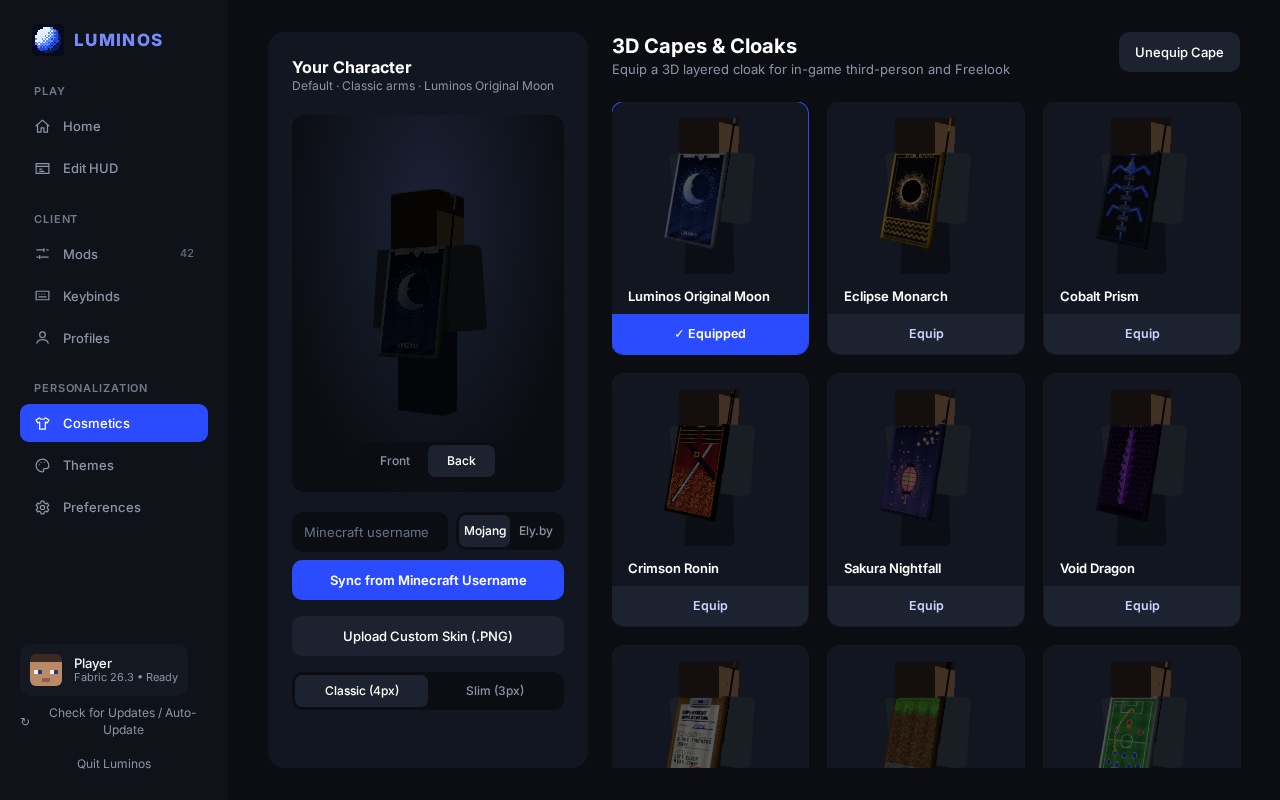 LUMINOS
PLAY
Home
Edit HUD
CLIENT
Mods 42
Keybinds
Profiles
PERSONALIZATION
Cosmetics
Themes
Preferences
Player
Fabric 26.3 • Ready
↻ Check for Updates / Auto-
Update
Quit Luminos
Your Character
Default · Classic arms · Luminos Original Moon
Front Back
Minecraft username Mojang Ely.by
Sync from Minecraft Username
Upload Custom Skin (.PNG)
Classic (4px) Slim (3px)
3D Capes & Cloaks
Equip a 3D layered cloak for in-game third-person and Freelook
Unequip Cape
Luminos Original Moon
✓ Equipped
Eclipse Monarch
Equip
Cobalt Prism
Equip
Crimson Ronin
Equip
Sakura Nightfall
Equip
Void Dragon
Equip